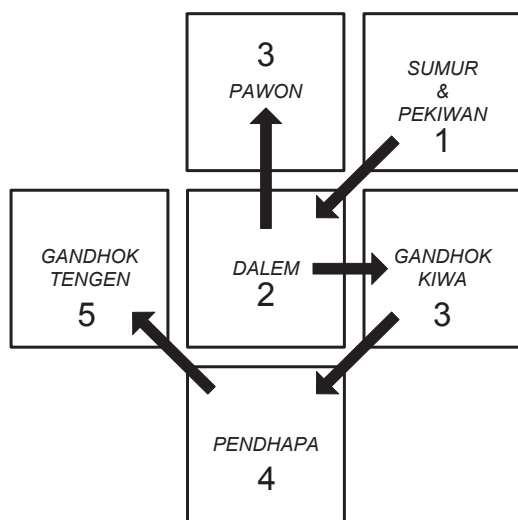 3
PAWON
SUMUR
&
PEKIWAN
1
GANDHOK
TENGEN
5
DALEM
2
GANDHOK
KIWA
3
PENDHAPA
4